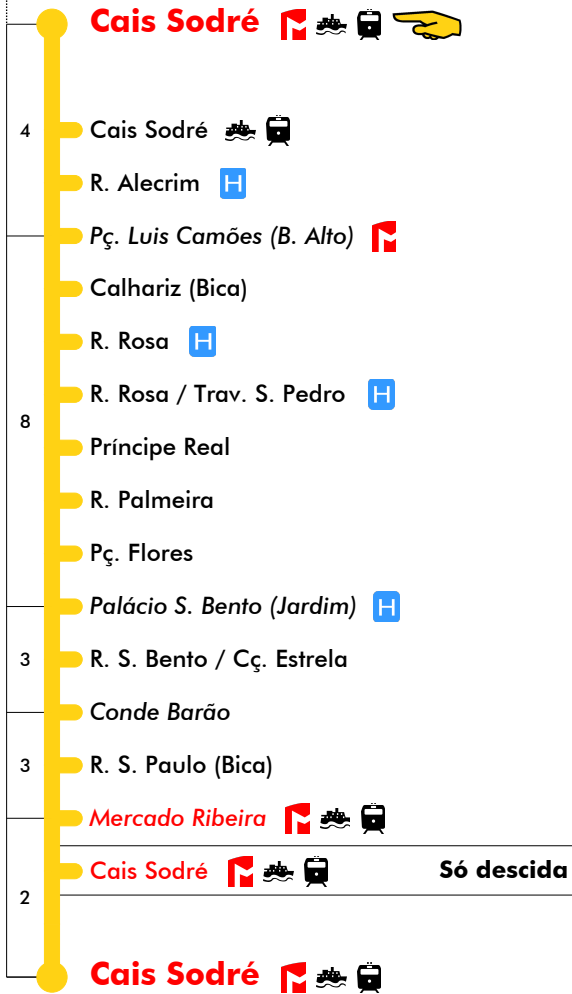 Cais Sodré
4
Cais Sodré
R. Alecrim H
Pç. Luis Camões (B. Alto)
Calhariz (Bica)
R. Rosa H
R. Rosa / Trav. S. Pedro H
8
Príncipe Real
R. Palmeira
Pç. Flores
Palácio S. Bento (Jardim) H
3
R. S. Bento / Cç. Estrela
Conde Barão
3
R. S. Paulo (Bica)
Mercado Ribeira
Cais Sodré Só descida
2
Cais Sodré